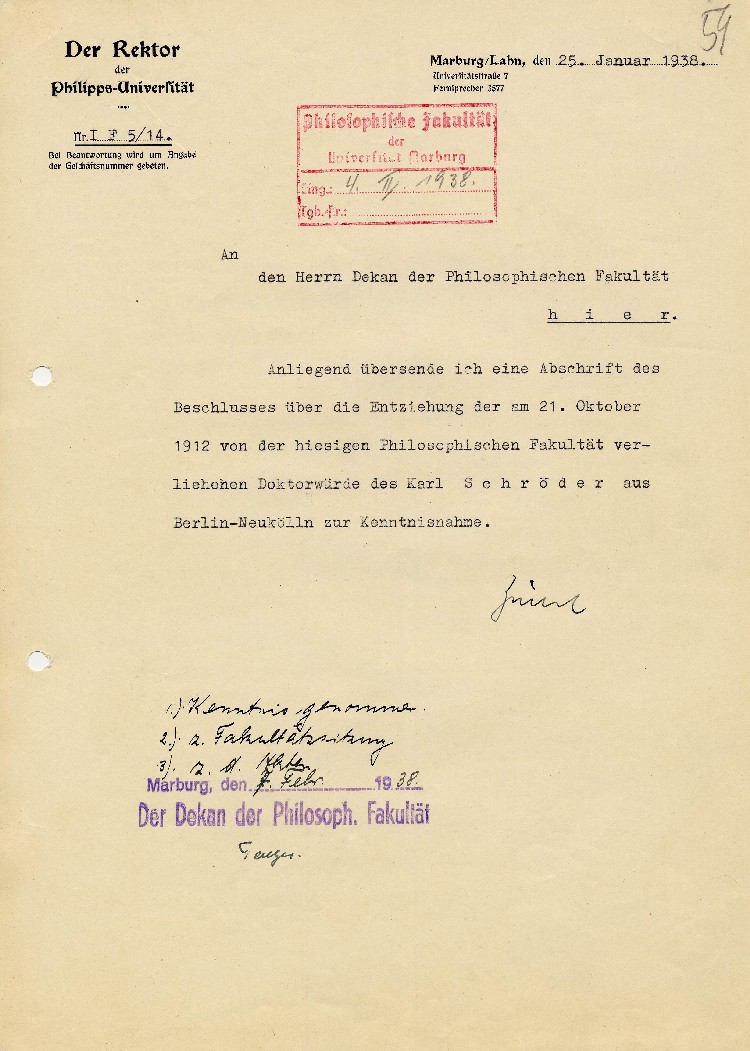 54
Der Rektor
der
Philipps-Universität
Nr. I F 5/14.
Bei Beantwortung wird um Angabe
der Geschäftsnummer gebeten.
Marburg/Lahn, den 25. Januar 1938.
Universitätstraße 7
Fernsprecher 3577
Philosophische Fakultät
der
Universität Marburg
Eing.: 4. II. 1938.
Tgb.-Nr.:
An
den Herrn Dekan der Philosophischen Fakultät
h i e r.
Anliegend übersende ich eine Abschrift des
Beschlusses über die Entziehung der am 21. Oktober
1912 von der hiesigen Philosophischen Fakultät ver-
liehenen Doktorwürde des Karl S c h r ö d e r aus
Berlin-Neukölln zur Kenntnisnahme.
1.) Kenntnis genommen.
2.) z. Fakultätsitzung
3). z. d. Akten
Marburg, den 7. Febr. 1938.
Der Dekan der Philosoph. Fakultät